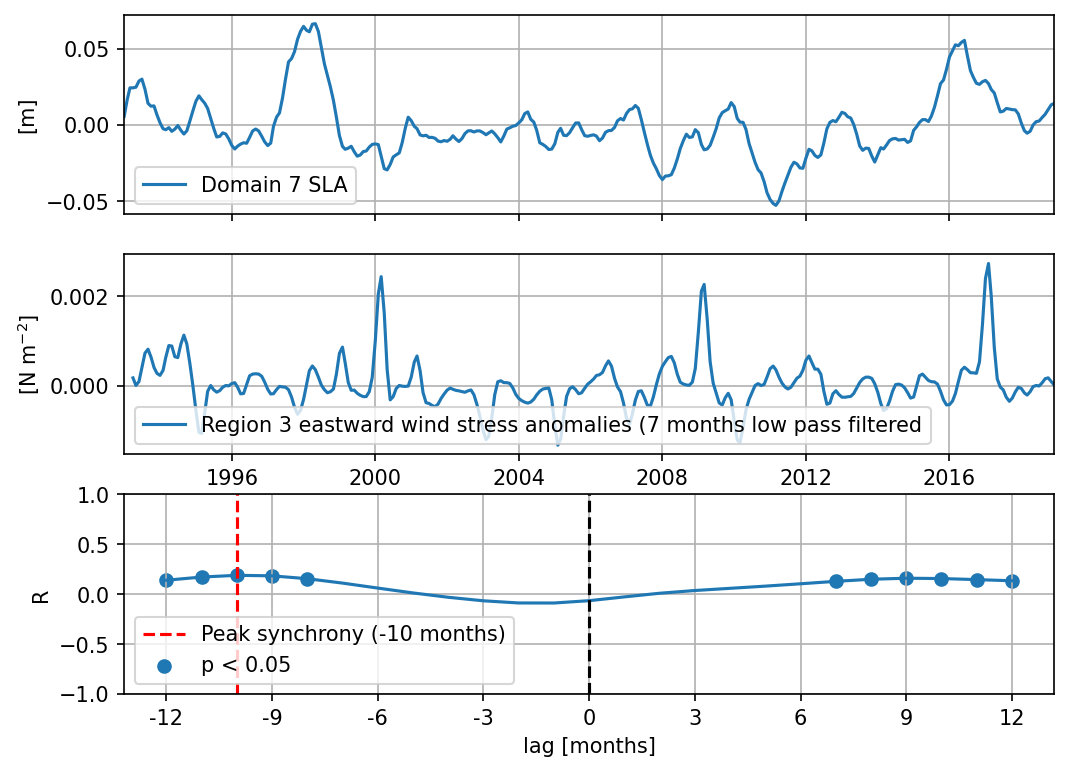 0.05
0.00
−0.05
[m]
Domain 7 SLA
0.002
0.000
[N m⁻²]
Region 3 eastward wind stress anomalies (7 months low pass filtered
1996 2000 2004 2008 2012 2016
1.0
0.5
0.0
−0.5
−1.0
R
Peak synchrony (-10 months)
p < 0.05
-12 -9 -6 -3 0 3 6 9 12
lag [months]